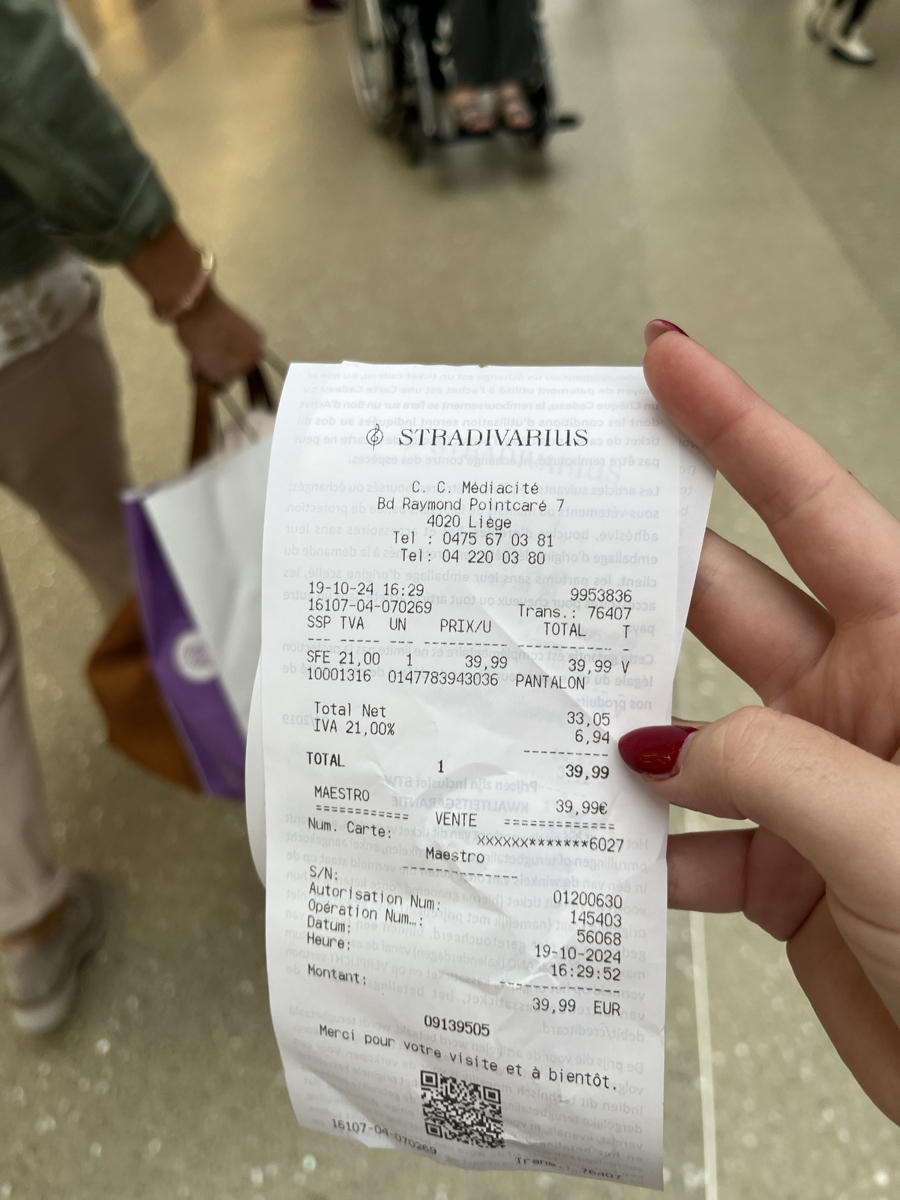 STRADIVARIUS
C. C. Médiacité
Bd Raymond Pointcaré, 7
4020 Liège
Tel : 0475 67 03 81
Tel: 04 220 03 80
19-10-24 16:29 9953836
16107-04-070269 Trans.: 76407
SSP TVA UN PRIX/U TOTAL T
SFE 21,00 1 39,99 39,99 V
10001316 0147783943036 PANTALON
Total Net 33,05
IVA 21,00% 6,94
TOTAL 1 39,99
MAESTRO 39,99€
============ VENTE =============
Num. Carte: XXXXXX*******6027
Maestro
S/N: 01200630
Autorisation Num: 145403
Opération Num..: 56068
Datum: 19-10-2024
Heure: 16:29:52
Montant: 39,99 EUR
09139505
Merci pour votre visite et à bientôt.
16107-04-070269 Trans.: 76407